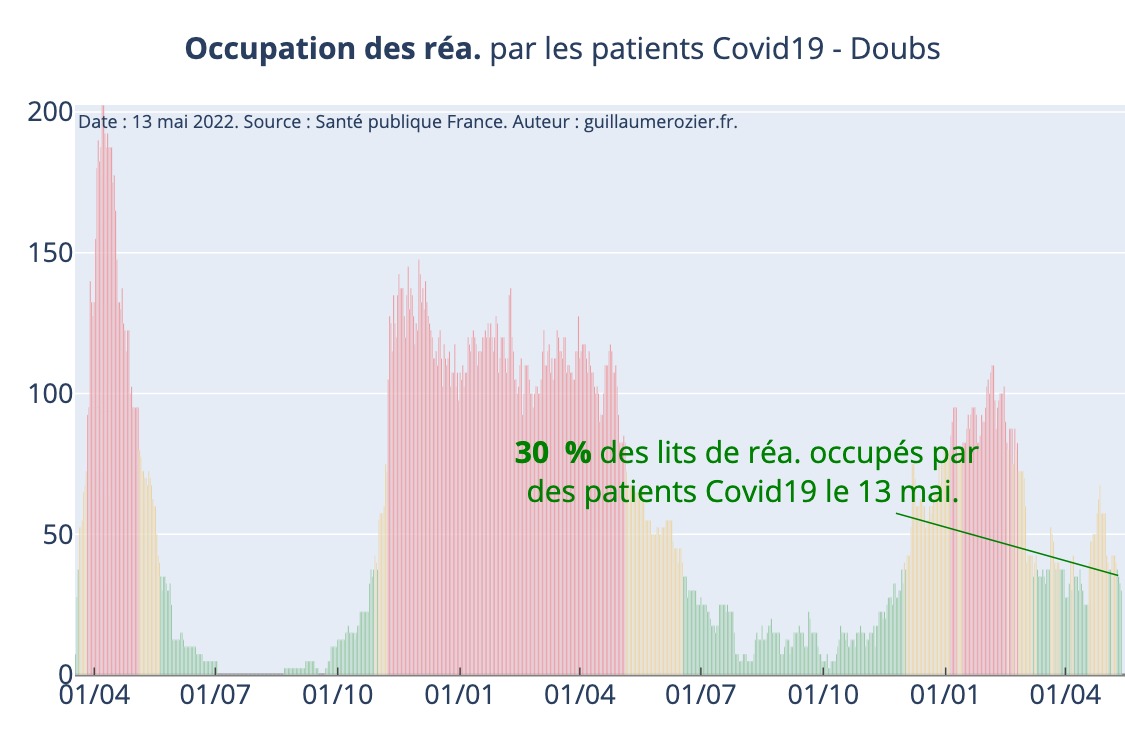 Occupation des réa. par les patients Covid19 - Doubs
200
Date : 13 mai 2022. Source : Santé publique France. Auteur : guillaumerozier.fr.
150
100
30 % des lits de réa. occupés par
des patients Covid19 le 13 mai.
50
0
01/04 01/07 01/10 01/01 01/04 01/07 01/10 01/01 01/04